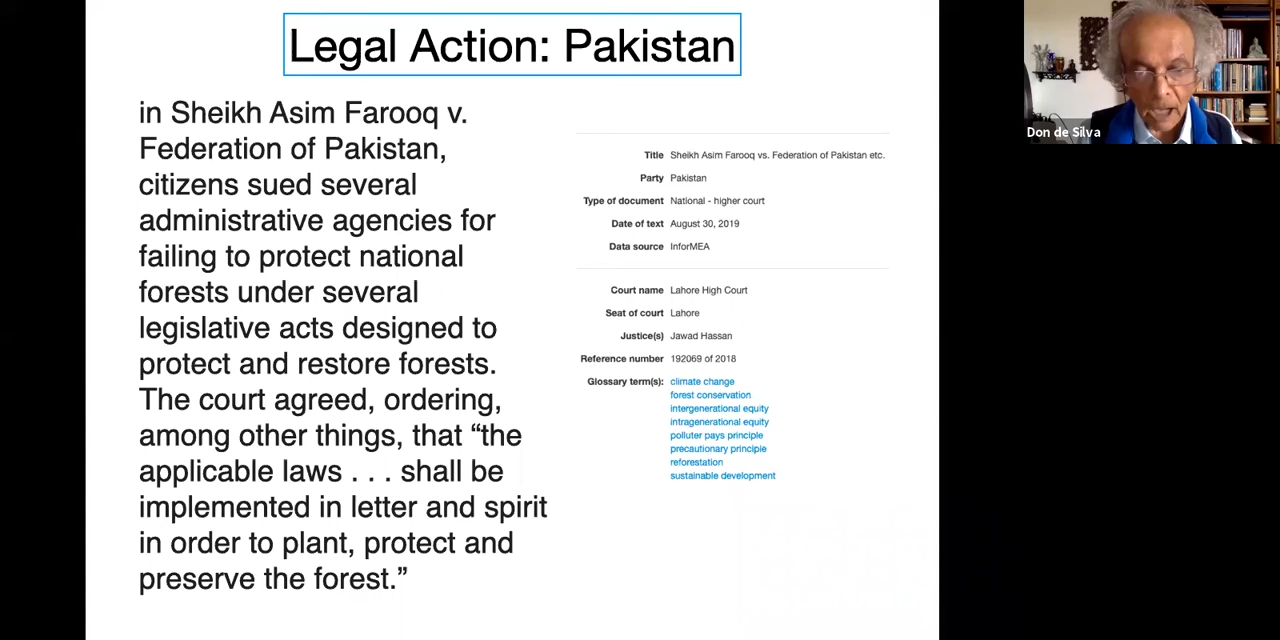 Legal Action: Pakistan
in Sheikh Asim Farooq v.
Federation of Pakistan,
citizens sued several
administrative agencies for
failing to protect national
forests under several
legislative acts designed to
protect and restore forests.
The court agreed, ordering,
among other things, that “the
applicable laws . . . shall be
implemented in letter and spirit
in order to plant, protect and
preserve the forest.”
Title Sheikh Asim Farooq vs. Federation of Pakistan etc.
Party Pakistan
Type of document National - higher court
Date of text August 30, 2019
Data source InforMEA
Court name Lahore High Court
Seat of court Lahore
Justice(s) Jawad Hassan
Reference number 192069 of 2018
Glossary term(s): climate change
forest conservation
intergenerational equity
intragenerational equity
polluter pays principle
precautionary principle
reforestation
sustainable development
Don de Silva